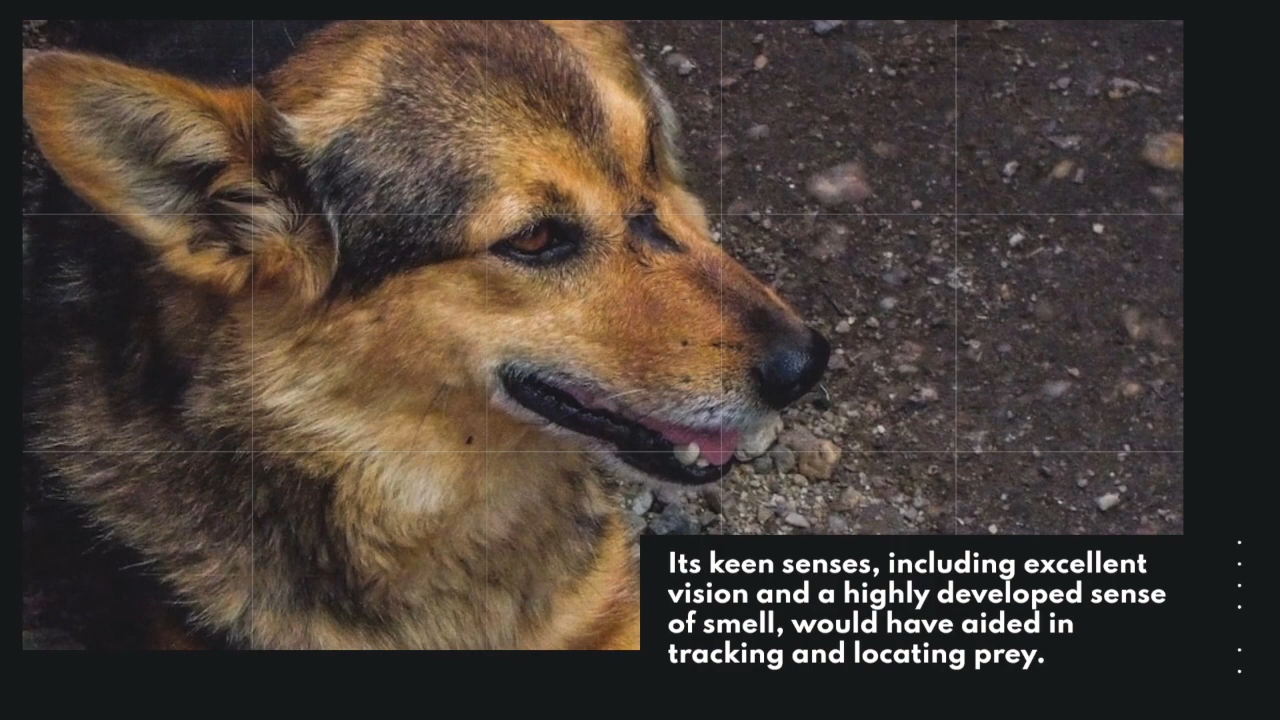 Its keen senses, including excellent
vision and a highly developed sense
of smell, would have aided in
tracking and locating prey.